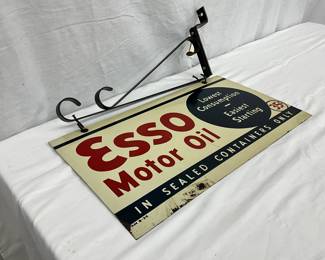 Esso
Motor Oil
Lowest
Consumption
—
Easiest
Starting
IN SEALED CONTAINERS ONLY